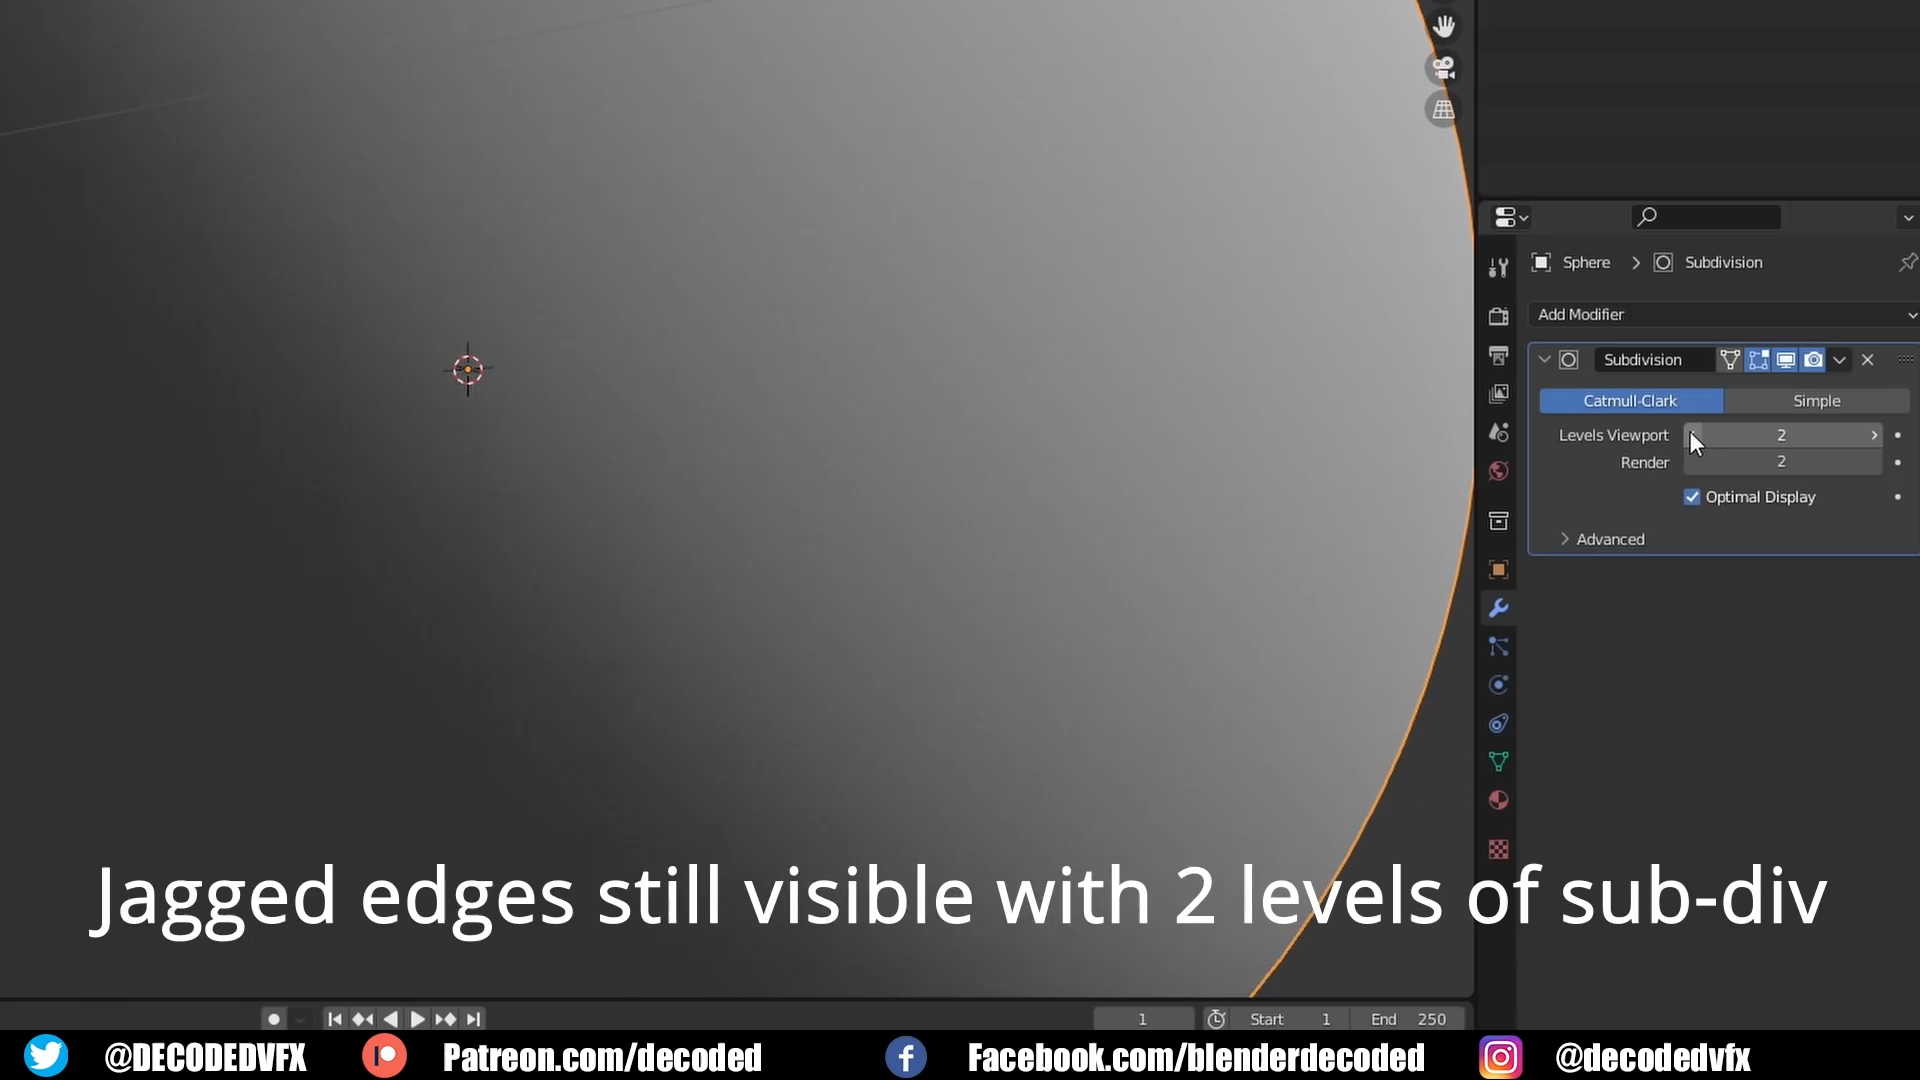 Sphere > Subdivision
Add Modifier
Subdivision
Catmull-Clark Simple
Levels Viewport 2
Render 2
Optimal Display
Advanced
Jagged edges still visible with 2 levels of sub-div
1 Start 1 End 250
@DECODEDVFX Patreon.com/decoded Facebook.com/blenderdecoded @decodedvfx